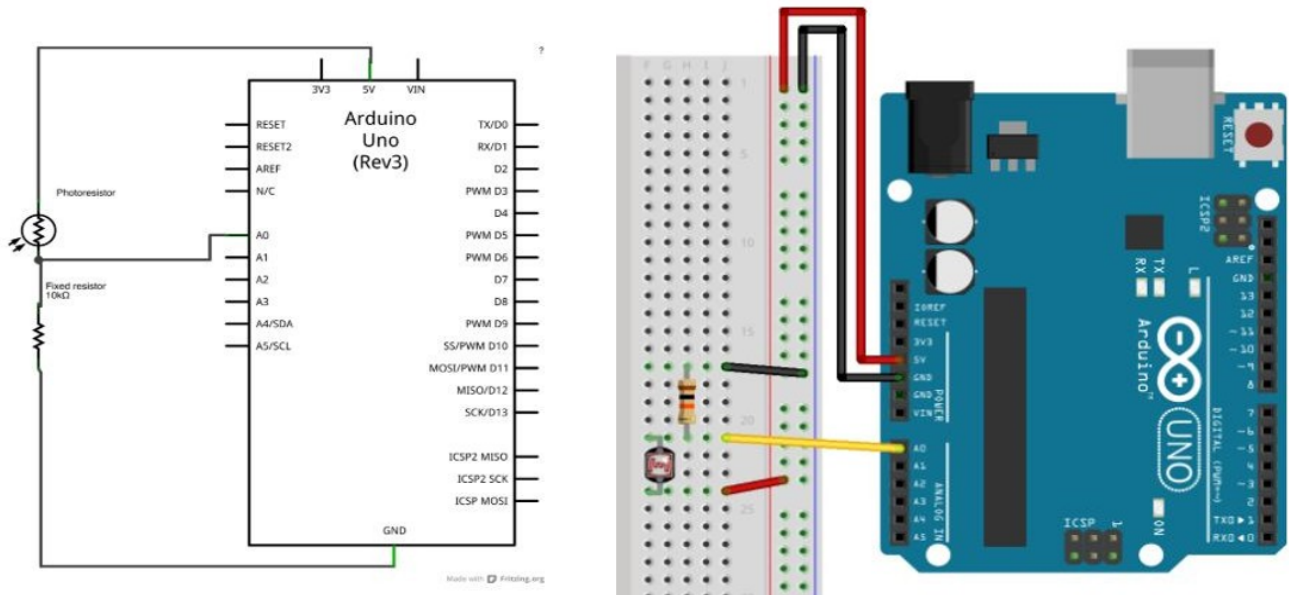 ?
3V3
5V
VIN
Arduino
Uno
(Rev3)
RESET
RESET2
AREF
N/C
A0
A1
A2
A3
A4/SDA
A5/SCL
TX/D0
RX/D1
D2
PWM D3
D4
PWM D5
PWM D6
D7
D8
PWM D9
SS/PWM D10
MOSI/PWM D11
MISO/D12
SCK/D13
ICSP2 MISO
ICSP2 SCK
ICSP MOSI
GND
Photoresistor
Fixed resistor
10kΩ
Made with Fritzing.org
F G H I J
1
5
10
15
20
25
RESET
ICSP2
IOREF
RESET
3V3
5V
GND
GND
VIN
POWER
A0
A1
A2
A3
A4
A5
ANALOG IN
RX
TX
L
Arduino
TM
UNO
AREF
GND
13
12
~11
~10
~9
8
7
~6
~5
4
~3
2
TX0▶1
RX0◀0
DIGITAL (PWM=~)
ICSP
1
ON